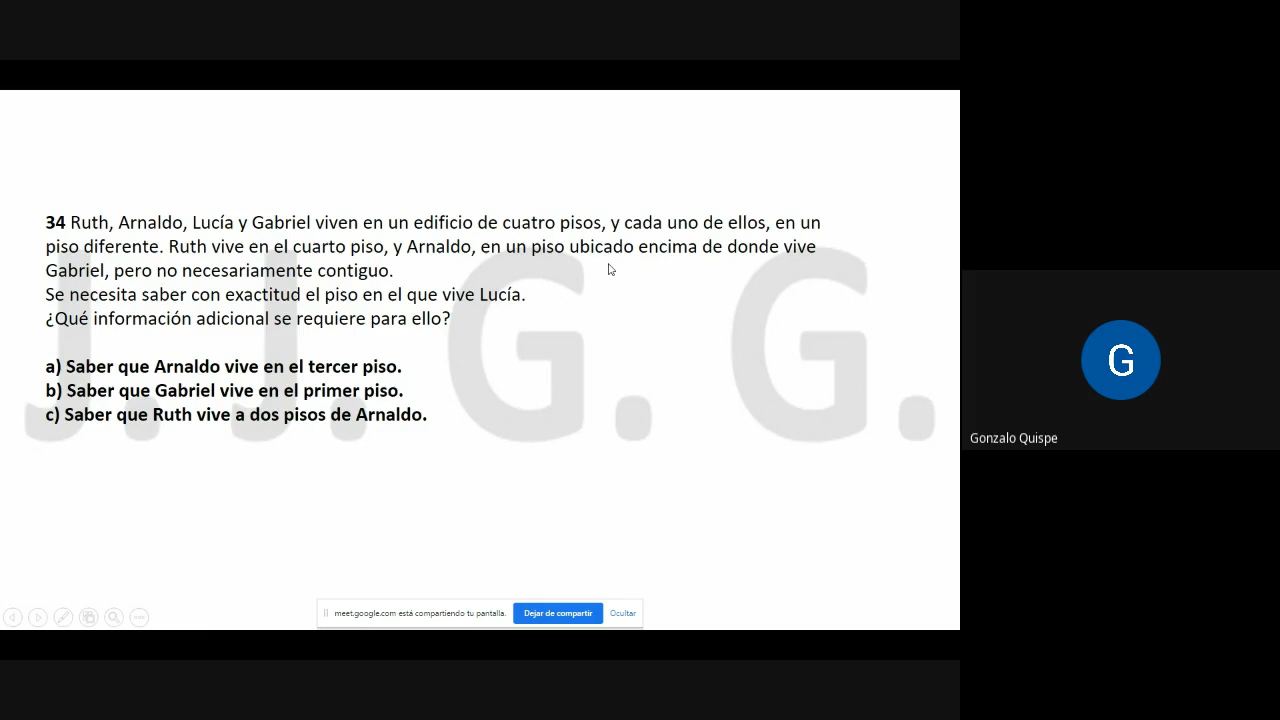 34 Ruth, Arnaldo, Lucía y Gabriel viven en un edificio de cuatro pisos, y cada uno de ellos, en un
piso diferente. Ruth vive en el cuarto piso, y Arnaldo, en un piso ubicado encima de donde vive
Gabriel, pero no necesariamente contiguo.
Se necesita saber con exactitud el piso en el que vive Lucía.
¿Qué información adicional se requiere para ello?
a) Saber que Arnaldo vive en el tercer piso.
b) Saber que Gabriel vive en el primer piso.
c) Saber que Ruth vive a dos pisos de Arnaldo.
J. J. G. G.
meet.google.com está compartiendo tu pantalla.
Dejar de compartir
Ocultar
G
Gonzalo Quispe